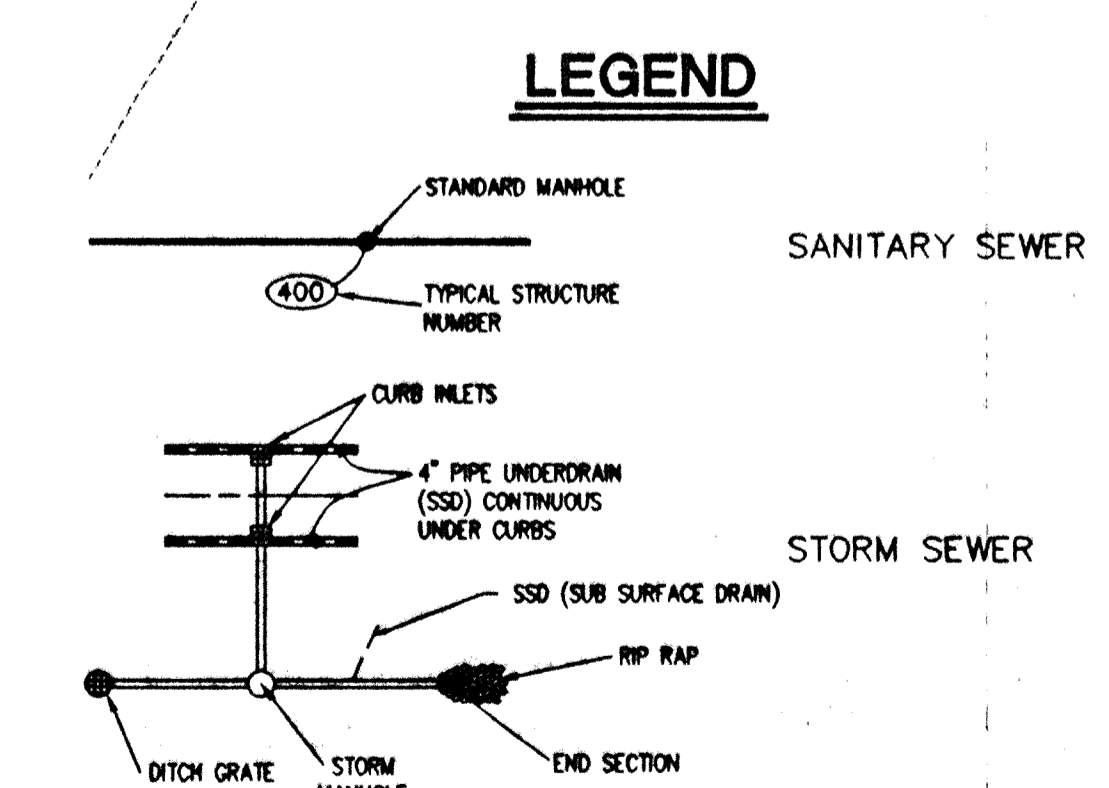 LEGEND
STANDARD MANHOLE
SANITARY SEWER
400
TYPICAL STRUCTURE
NUMBER
CURB INLETS
4" PIPE UNDERDRAIN
(SSD) CONTINUOUS
UNDER CURBS
STORM SEWER
SSD (SUB SURFACE DRAIN)
RIP RAP
END SECTION
DITCH GRATE
STORM